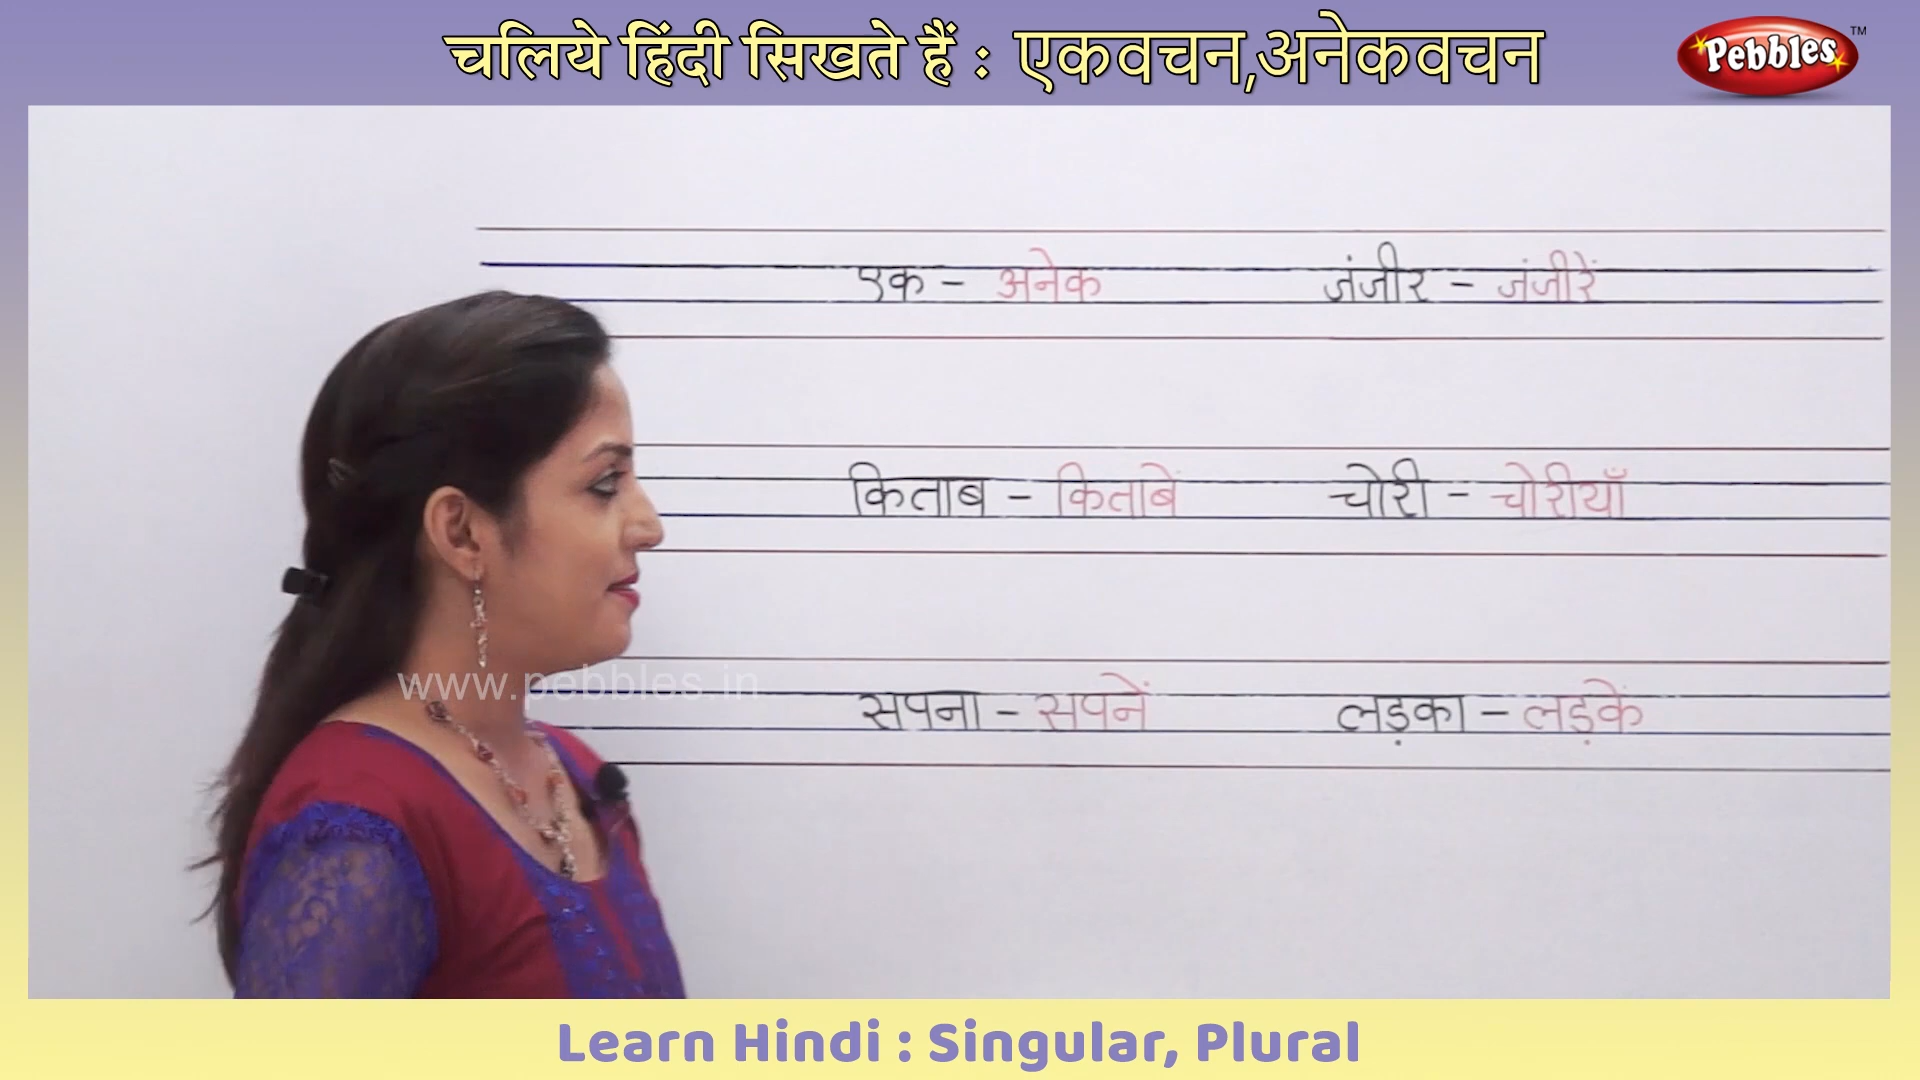 चलिये हिंदी सिखते हैं : एकवचन,अनेकवचन
Pebbles TM
एक - अनेक जंजीर - जंजीरें
किताब - किताबें चोरी - चोरीयाँ
www.pebbles.in
सपना - सपनें लड़का - लड़कें
Learn Hindi : Singular, Plural